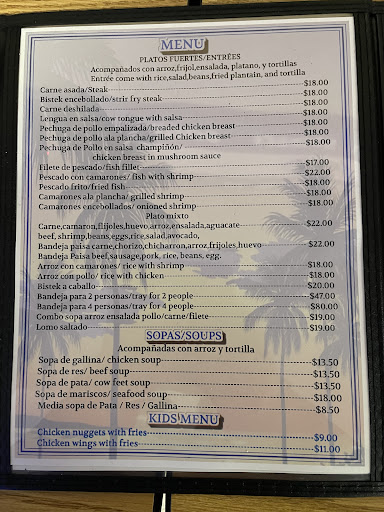 MENU
PLATOS FUERTES/ENTRÉES
Acompañados con arroz,frijol,ensalada, platano, y tortillas
Entrée come with rice,salad,beans,fried plantain, and tortilla
Carne asada/Steak $18.00
Bistek encebollado/strir fry steak $18.00
Carne deshilada $18.00
Lengua en salsa/cow tongue with salsa $18.00
Pechuga de pollo empalizada/breaded chicken breast $18.00
Pechuga de pollo ala plancha/grilled Chicken breast $18.00
Pechuga de Pollo en salsa champiñón/ $18.00
chicken breast in mushroom sauce
Filete de pescado/fish fillet $17.00
Pescado con camarones/ fish with shrimp $22.00
Pescado frito/fried fish $18.00
Camarones ala plancha/ grilled shrimp $18.00
Camarones encebollados/ onioned shrimp $18.00
Plato mixto
Carne,camaron,flijoles,huevo,arroz,ensalada,aguacate $22.00
beef, shrimp,beans,eggs,rice,salad,avocado,
Bandeja paisa carne,chorizo,chicharron,arroz,frijoles,huevo $22.00
Bandeja Paisa beef,sausage,pork, rice, beans, egg.
Arroz con camarones/ rice with shrimp $18.00
Arroz con pollo/ rice with chicken $18.00
Bistek a caballo $20.00
Bandeja para 2 personas/tray for 2 people $47.00
Bandeja para 4 personas/tray for 4 people $80.00
Combo sopa arroz ensalada pollo/carne/filete $19.00
Lomo saltado $19.00
SOPAS/SOUPS
Acompañadas con arroz y tortilla
Sopa de gallina/ chicken soup $13.50
Sopa de res/ beef soup $13.50
Sopa de pata/ cow feet soup $13.50
Sopa de mariscos/ seafood soup $18.00
Media sopa de Pata / Res / Gallina $8.50
KIDS MENU
Chicken nuggets with fries $9.00
Chicken wings with fries $11.00